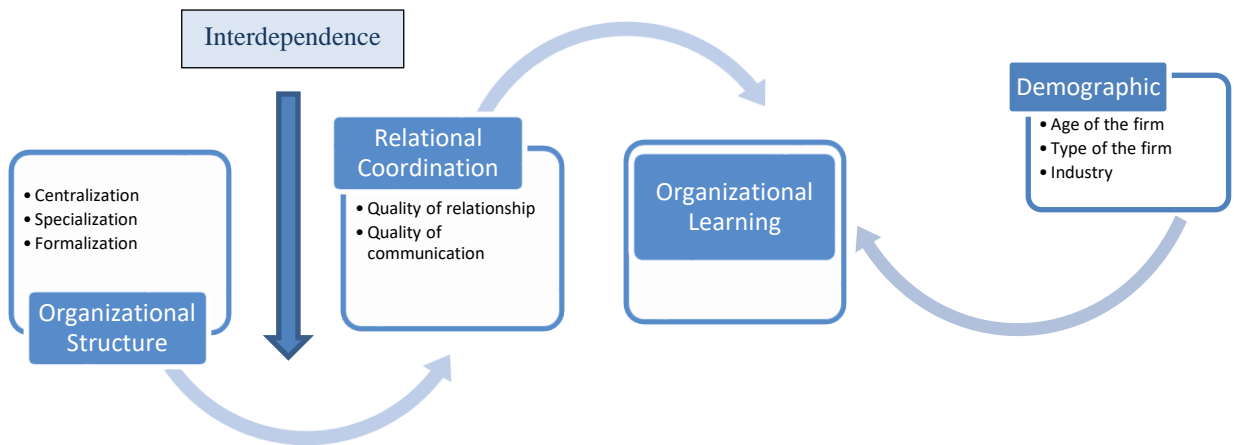 Interdependence
• Centralization
• Specialization
• Formalization
Organizational
Structure
Relational
Coordination
• Quality of relationship
• Quality of
communication
Organizational
Learning
Demographic
• Age of the firm
• Type of the firm
• Industry